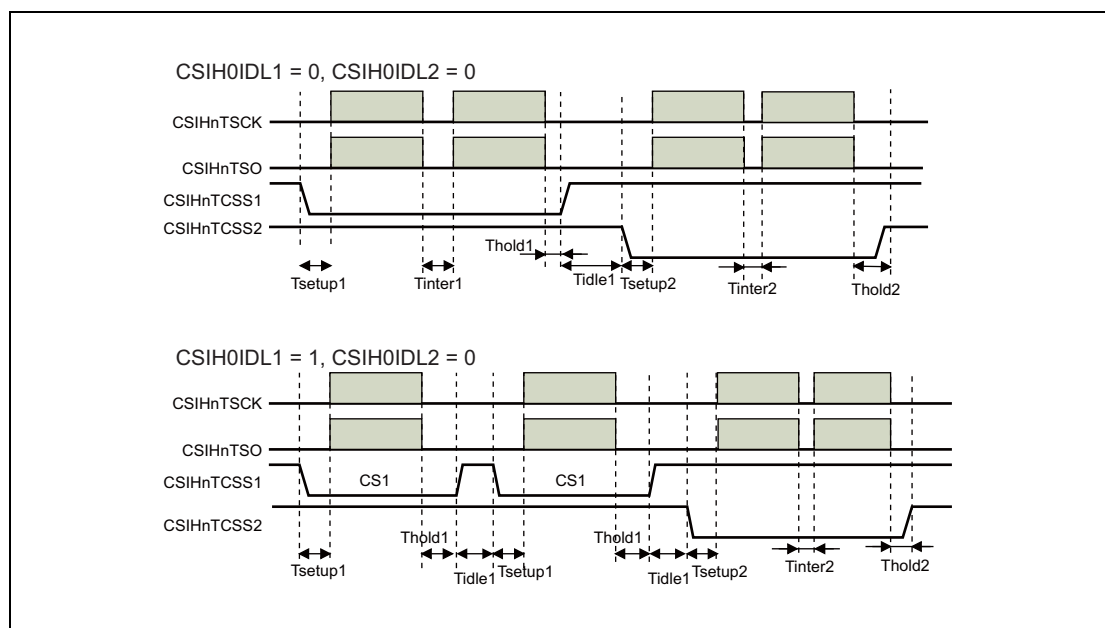 CSIH0IDL1 = 0, CSIH0IDL2 = 0
CSIHnTSCK
CSIHnTSO
CSIHnTCSS1
CSIHnTCSS2
Thold1
Tsetup1
Tinter1
Tidle1
Tsetup2
Tinter2
Thold2
CSIH0IDL1 = 1, CSIH0IDL2 = 0
CSIHnTSCK
CSIHnTSO
CSIHnTCSS1
CS1
CS1
CSIHnTCSS2
Thold1
Thold1
Tsetup1
Tidle1
Tsetup1
Tidle1
Tsetup2
Tinter2
Thold2